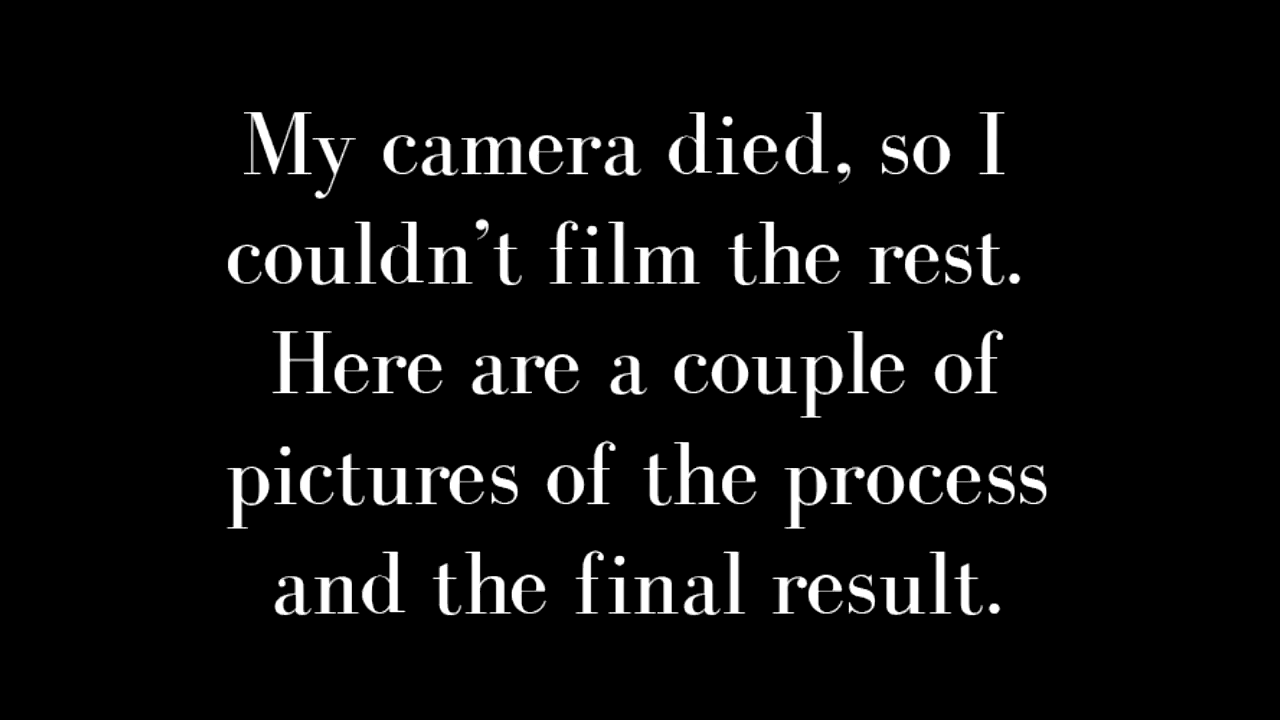 My camera died, so I
couldn’t film the rest.
Here are a couple of
pictures of the process
and the final result.